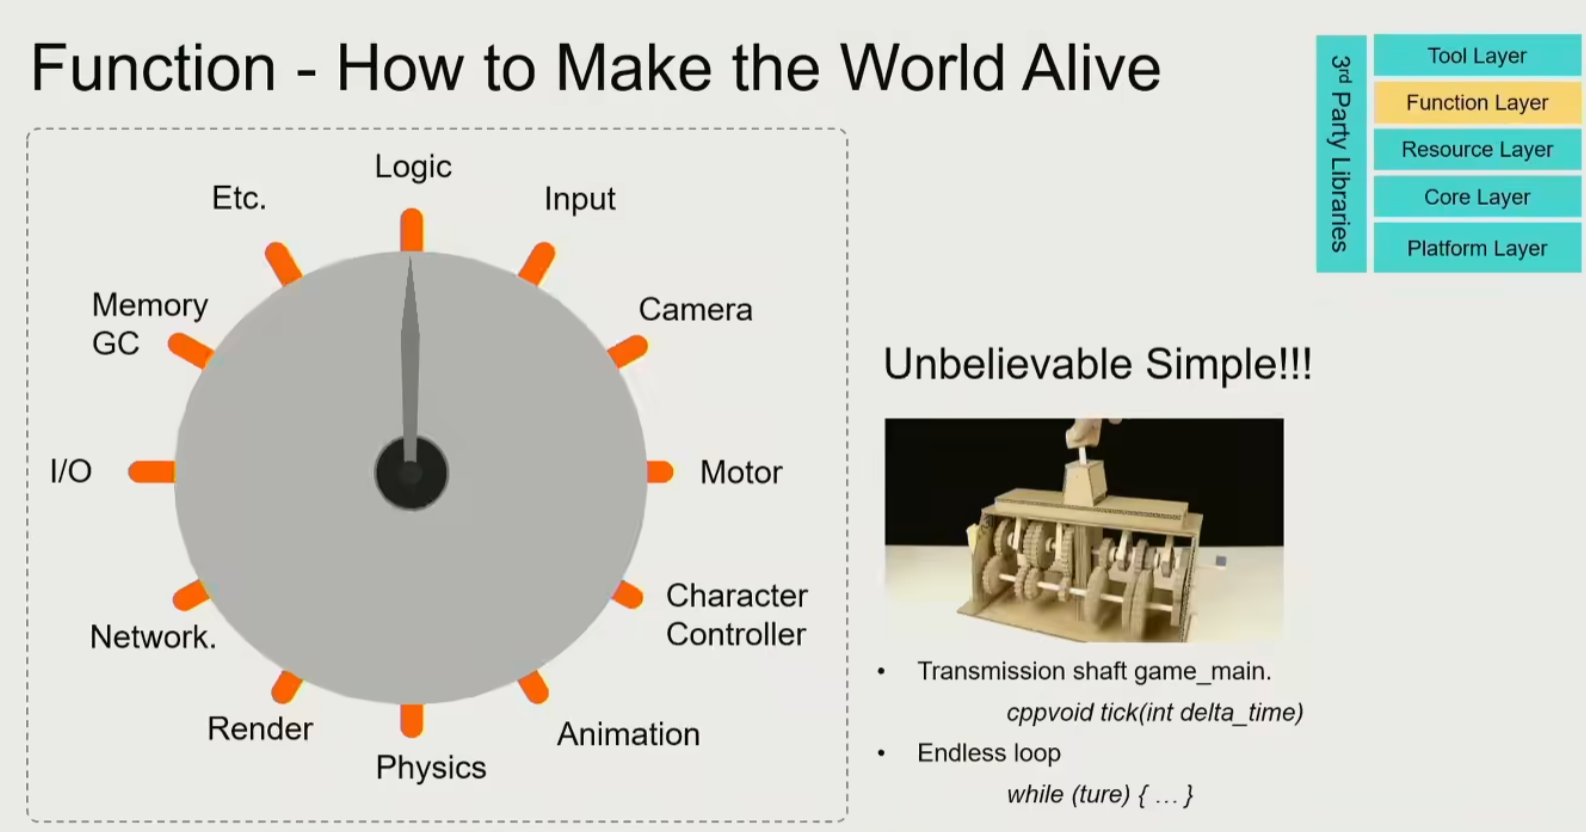 Function - How to Make the World Alive
3rd Party Libraries
Tool Layer
Function Layer
Resource Layer
Core Layer
Platform Layer
Logic
Input
Camera
Motor
Character
Controller
Animation
Physics
Render
Network.
I/O
Memory
GC
Etc.
Unbelievable Simple!!!
• Transmission shaft game_main.
cppvoid tick(int delta_time)
• Endless loop
while (ture) { … }